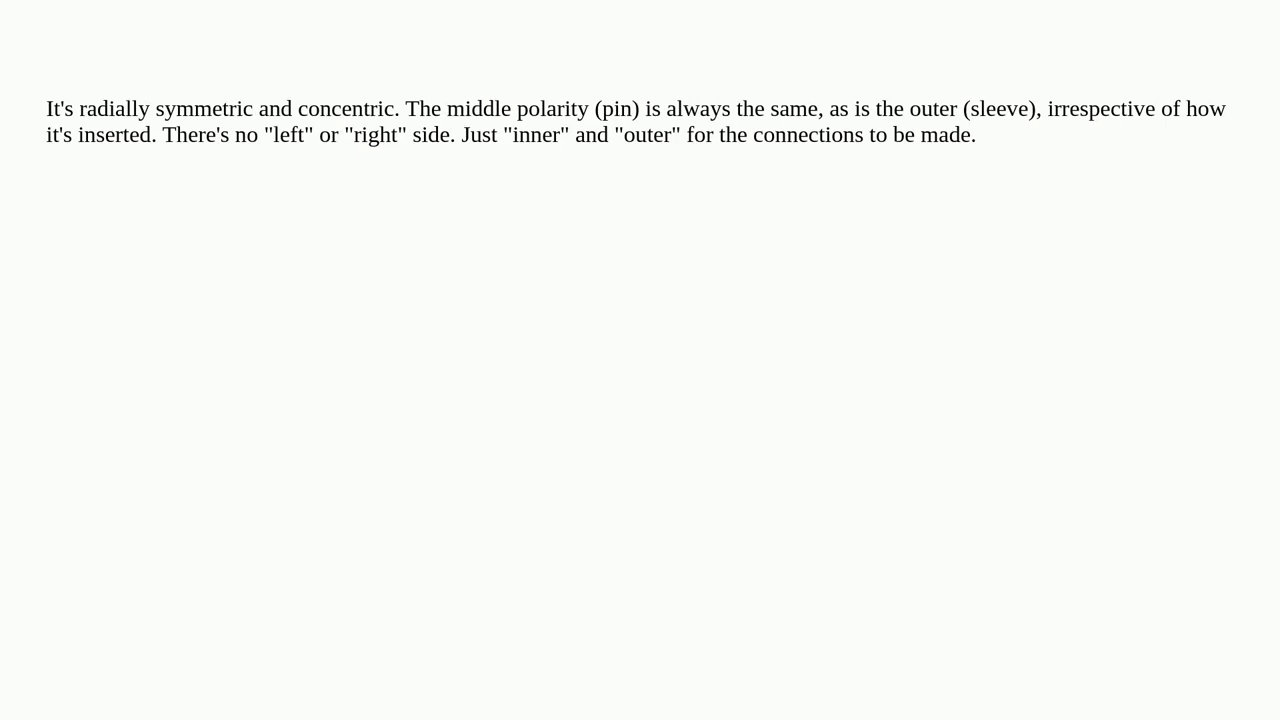 It's radially symmetric and concentric. The middle polarity (pin) is always the same, as is the outer (sleeve), irrespective of how
it's inserted. There's no "left" or "right" side. Just "inner" and "outer" for the connections to be made.